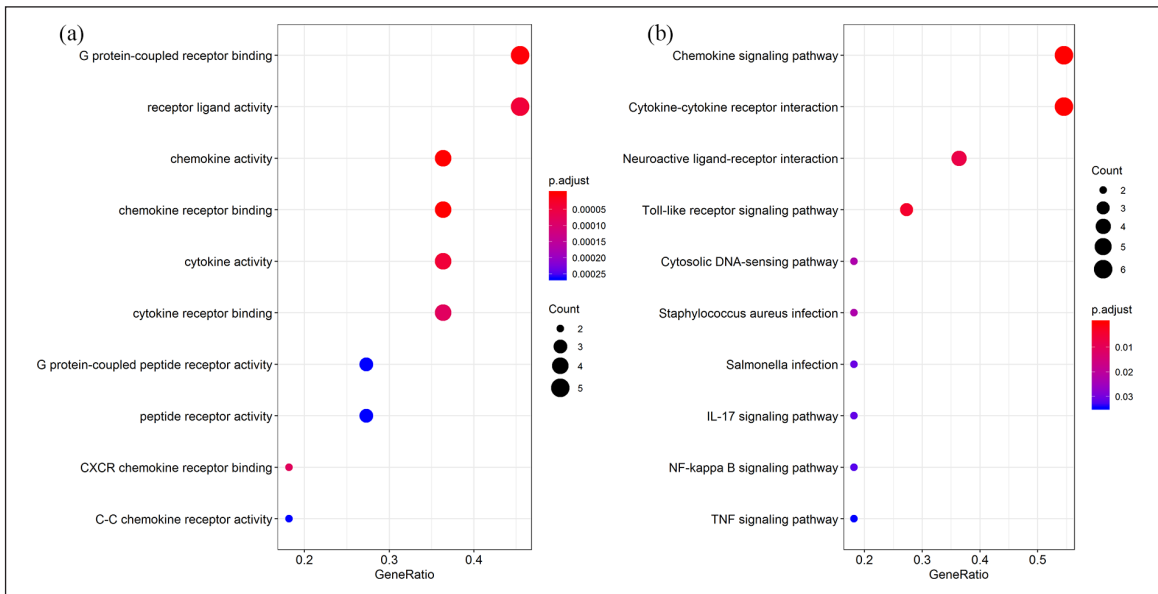 (a)
G protein-coupled receptor binding
receptor ligand activity
chemokine activity
chemokine receptor binding
cytokine activity
cytokine receptor binding
G protein-coupled peptide receptor activity
peptide receptor activity
CXCR chemokine receptor binding
C-C chemokine receptor activity
0.2 0.3 0.4
GeneRatio
p.adjust
0.00005
0.00010
0.00015
0.00020
0.00025
Count
2
3
4
5
(b)
Chemokine signaling pathway
Cytokine-cytokine receptor interaction
Neuroactive ligand-receptor interaction
Toll-like receptor signaling pathway
Cytosolic DNA-sensing pathway
Staphylococcus aureus infection
Salmonella infection
IL-17 signaling pathway
NF-kappa B signaling pathway
TNF signaling pathway
0.2 0.3 0.4 0.5
GeneRatio
Count
2
3
4
5
6
p.adjust
0.01
0.02
0.03